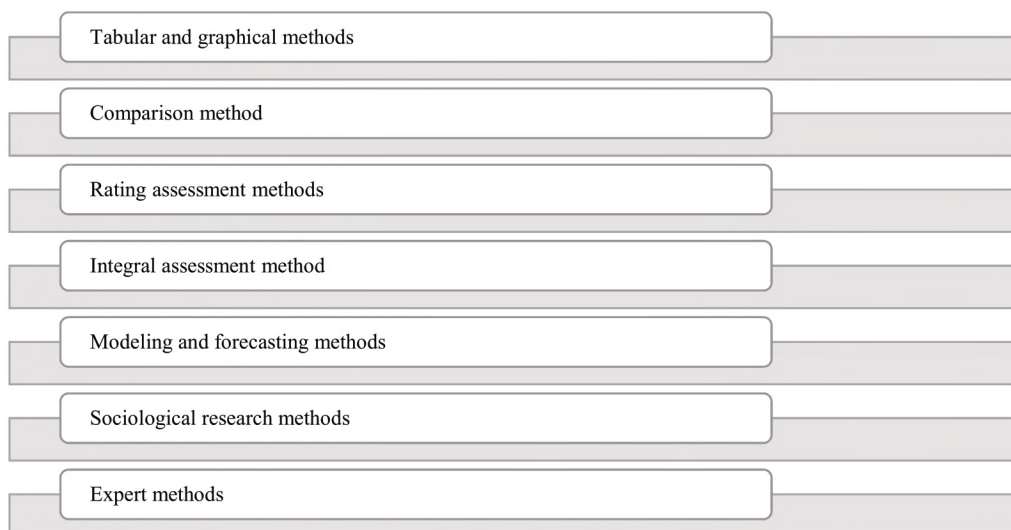 Tabular and graphical methods
Comparison method
Rating assessment methods
Integral assessment method
Modeling and forecasting methods
Sociological research methods
Expert methods